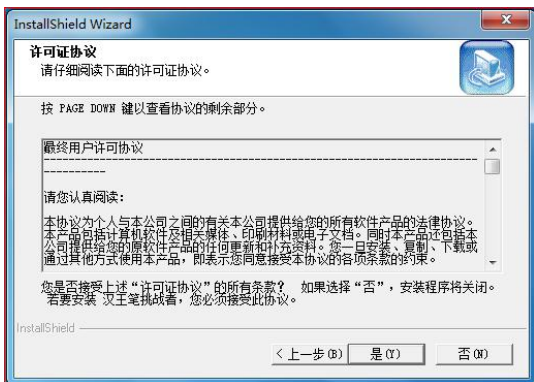 InstallShield Wizard
许可证协议
请仔细阅读下面的许可证协议。
按 PAGE DOWN 键以查看协议的剩余部分。
最终用户许可协议
------------------------------------------------------------
----------
请您认真阅读：
本协议为个人与本公司之间的有关本公司提供给您的所有软件产品的法律协议。
本产品包括计算机软件及相关媒体、印刷材料或电子文档。同时本产品还包括本
公司提供给您的原软件产品的任何更新和补充资料。您一旦安装、复制、下载或
通过其他方式使用本产品，即表示您同意接受本协议的各项条款的约束。
您是否接受上述“许可证协议”的所有条款？ 如果选择“否”，安装程序将关闭。
若要安装 汉王笔挑战者，您必须接受此协议。
InstallShield
< 上一步(B) 是(Y) 否(N)